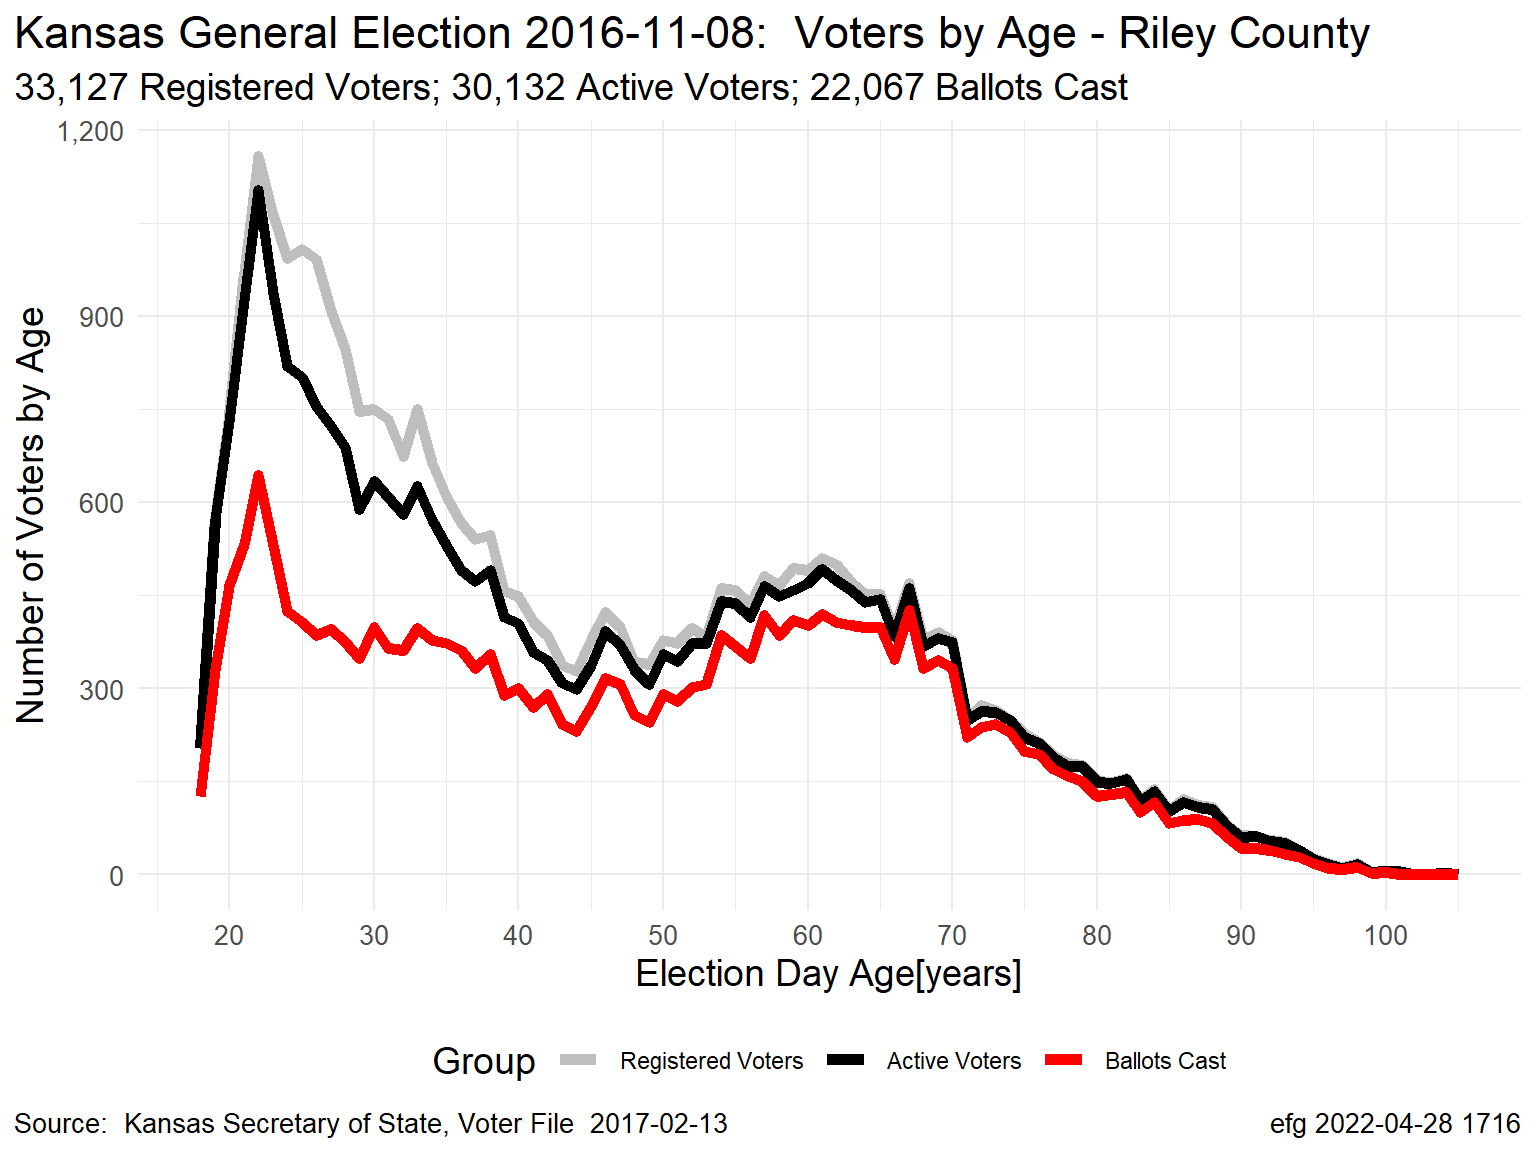 Kansas General Election 2016-11-08:  Voters by Age - Riley County
33,127 Registered Voters; 30,132 Active Voters; 22,067 Ballots Cast
Number of Voters by Age
1,200
900
600
300
0
20 30 40 50 60 70 80 90 100
Election Day Age[years]
Group Registered Voters Active Voters Ballots Cast
Source:  Kansas Secretary of State, Voter File  2017-02-13 efg 2022-04-28 1716